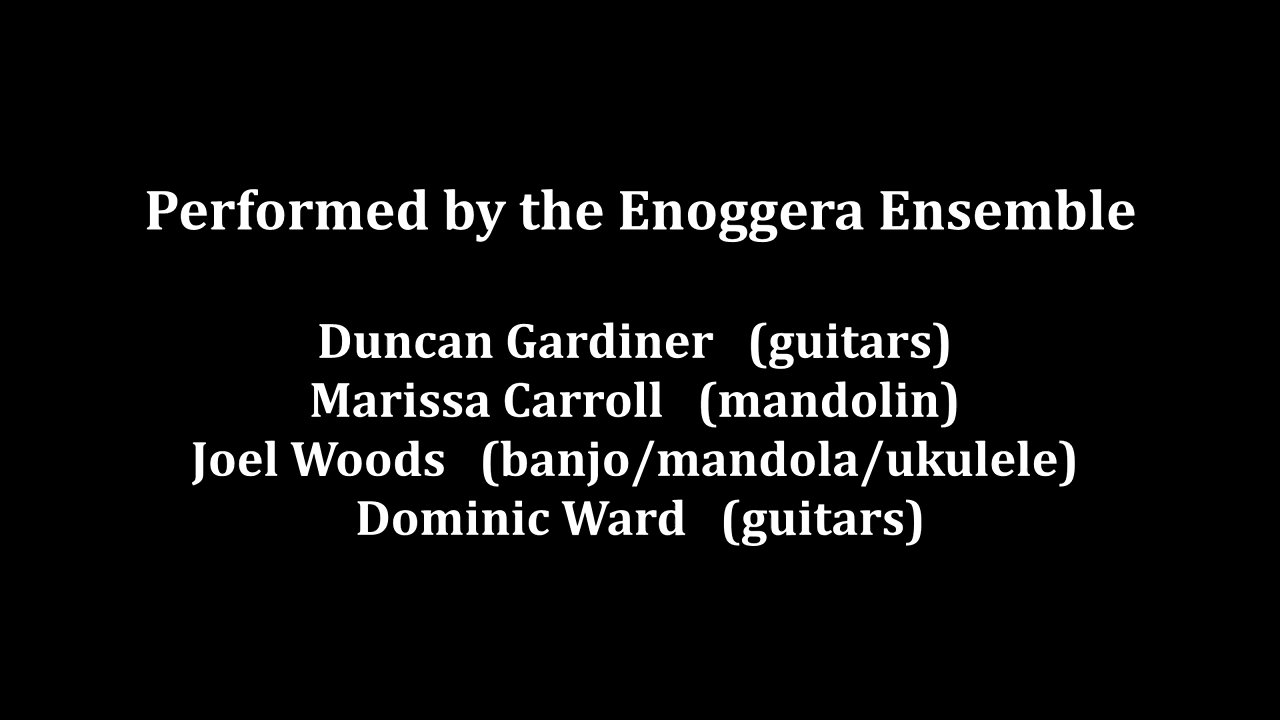 Performed by the Enoggera Ensemble
Duncan Gardiner (guitars)
Marissa Carroll (mandolin)
Joel Woods (banjo/mandola/ukulele)
Dominic Ward (guitars)